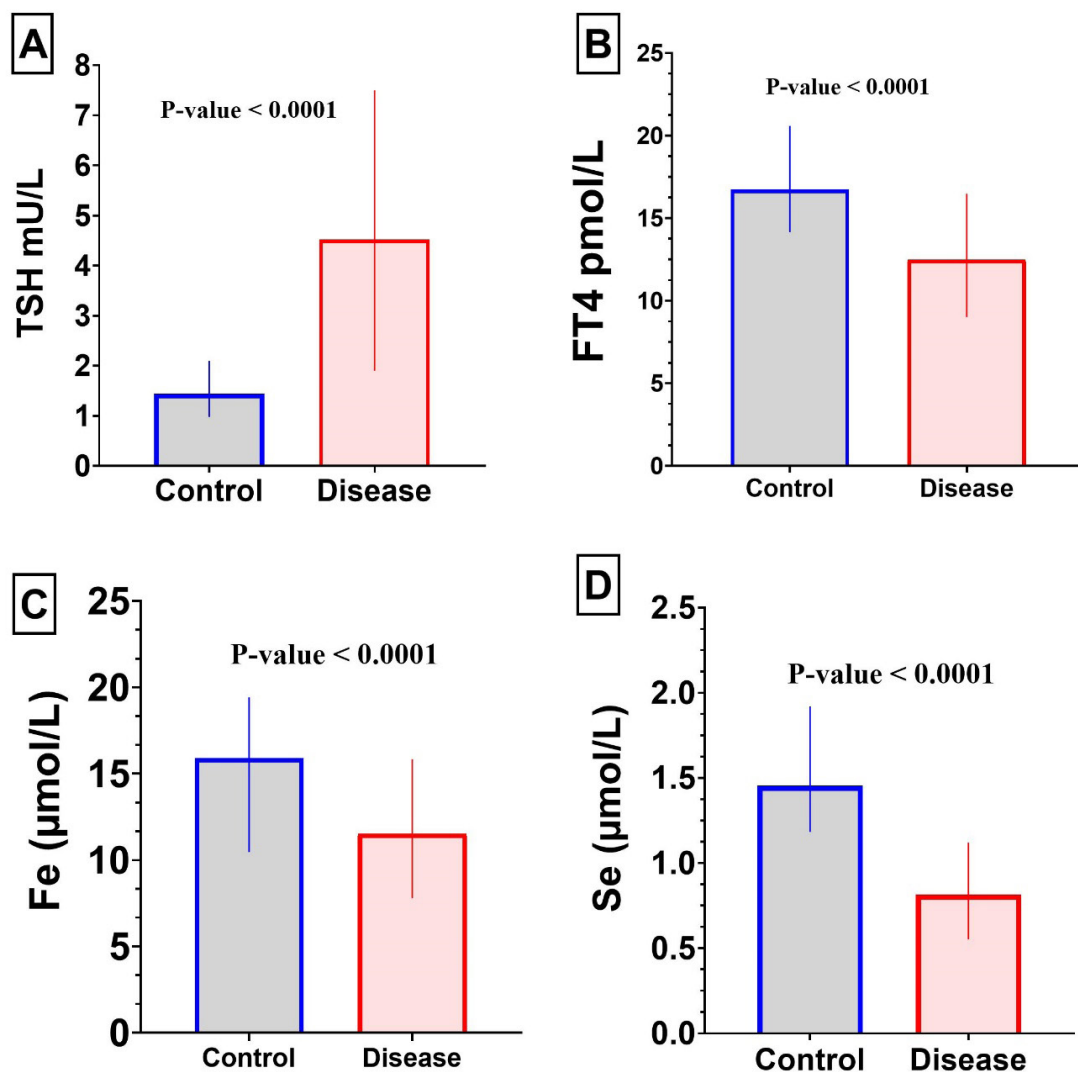 A
TSH mU/L
8
7
6
5
4
3
2
1
0
P-value < 0.0001
Control Disease
B
FT4 pmol/L
25
20
15
10
5
0
P-value < 0.0001
Control Disease
C
Fe (µmol/L)
25
20
15
10
5
0
P-value < 0.0001
Control Disease
D
Se (µmol/L)
2.5
2.0
1.5
1.0
0.5
0.0
P-value < 0.0001
Control Disease